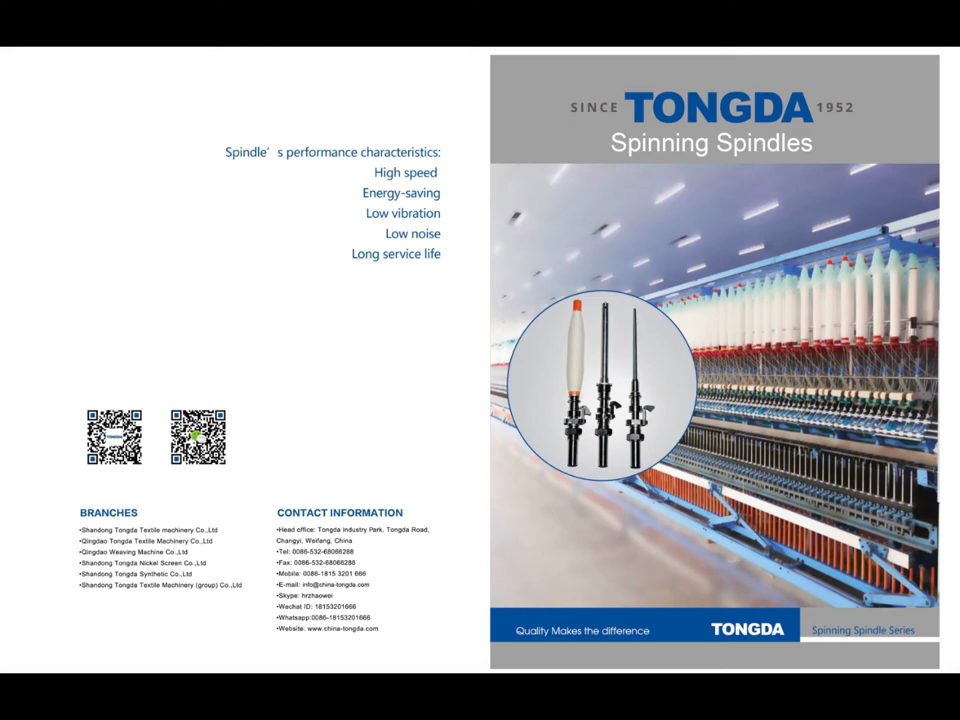 Spindle’s performance characteristics:
High speed
Energy-saving
Low vibration
Low noise
Long service life
BRANCHES
•Shandong Tongda Textile machinery Co.,Ltd
•Qingdao Tongda Textile Machinery Co.,Ltd
•Qingdao Weaving Machine Co.,Ltd
•Shandong Tongda Nickel Screen Co.,Ltd
•Shandong Tongda Synthetic Co.,Ltd
•Shandong Tongda Textile Machinery (group) Co.,Ltd
CONTACT INFORMATION
•Head office: Tongda Industry Park, Tongda Road,
Changyi, Weifang, China
•Tel: 0086-532-68066288
•Fax: 0086-532-68066288
•Mobile: 0086-1815 3201 666
•E-mail: info@china-tongda.com
•Skype: hrzhaowei
•Wechat ID: 18153201666
•Whatsapp:0086-18153201666
•Website: www.china-tongda.com
SINCE TONGDA 1952
Spinning Spindles
Quality Makes the difference
TONGDA
Spinning Spindle Series